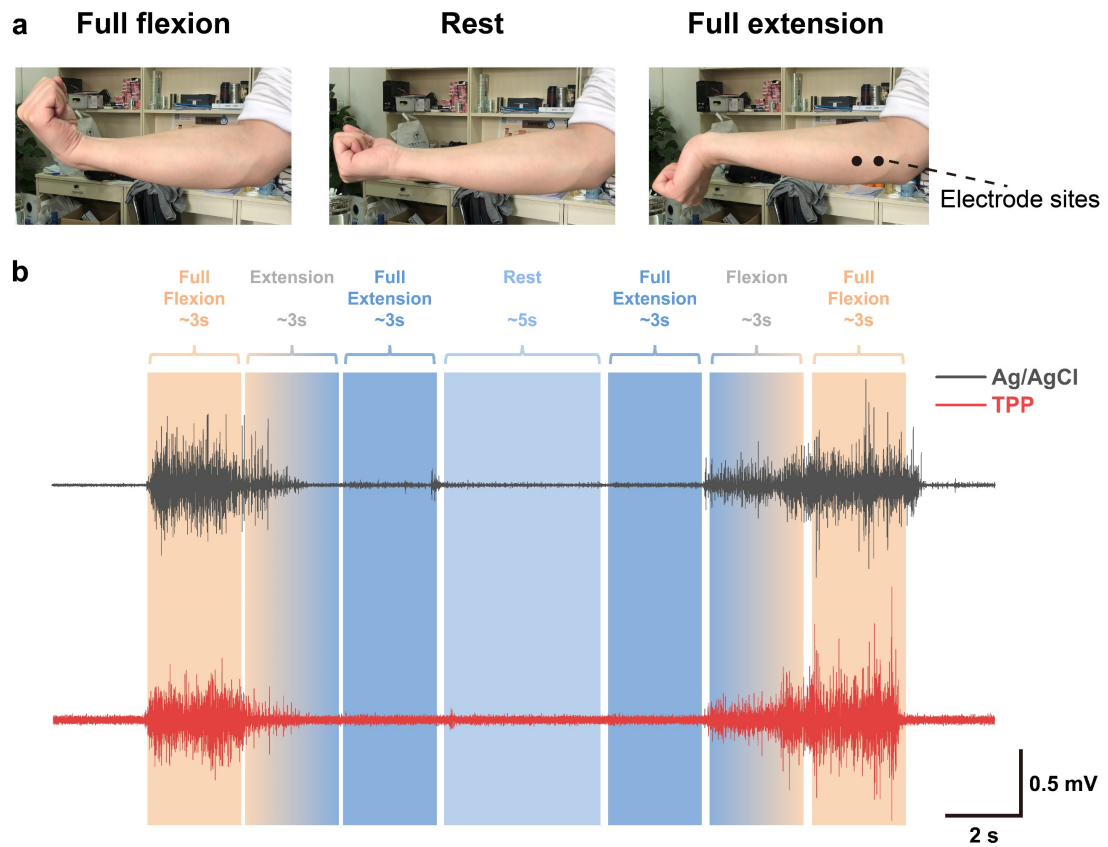 a
Full flexion
Rest
Full extension
Electrode sites
b
Full
Flexion
~3s
Extension
~3s
Full
Extension
~3s
Rest
~5s
Full
Extension
~3s
Flexion
~3s
Full
Flexion
~3s
Ag/AgCl
TPP
0.5 mV
2 s